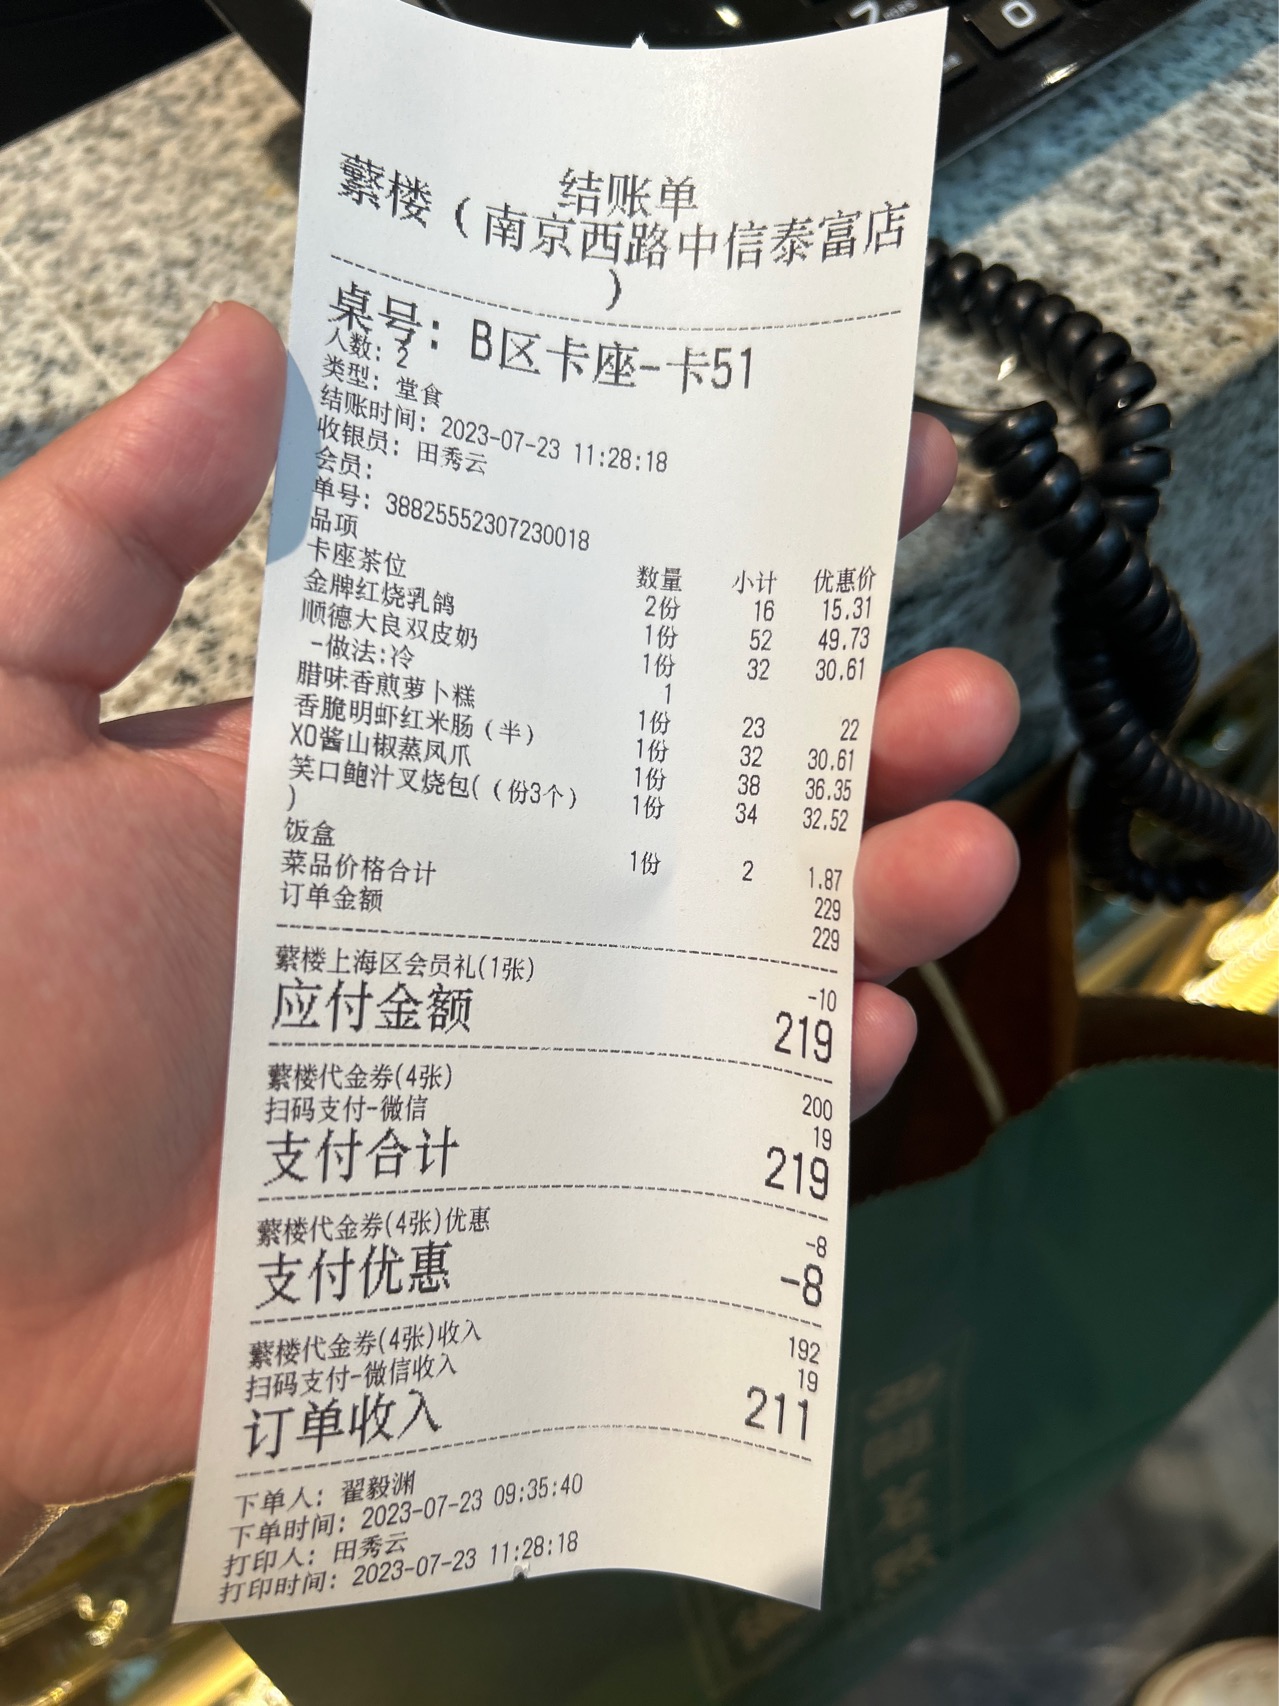 结账单
蘩楼（南京西路中信泰富店
）
桌号：B区卡座-卡51
人数：2
类型：堂食
结账时间：2023-07-23 11:28:18
收银员：田秀云
会员：
单号：38825552307230018
品项 数量 小计 优惠价
卡座茶位 2份 16 15.31
金牌红烧乳鸽 1份 52 49.73
顺德大良双皮奶 1份 32 30.61
-做法:冷 1
腊味香煎萝卜糕 1份 23 22
香脆明虾红米肠（半） 1份 32 30.61
XO酱山椒蒸凤爪 1份 38 36.35
笑口鲍汁叉烧包(（份3个） 1份 34 32.52
)
饭盒 1份 2 1.87
菜品价格合计 229
订单金额 229
蘩楼上海区会员礼(1张) -10
应付金额 219
蘩楼代金券(4张) 200
扫码支付-微信 19
支付合计 219
蘩楼代金券(4张)优惠 -8
支付优惠 -8
蘩楼代金券(4张)收入 192
扫码支付-微信收入 19
订单收入 211
下单人：翟毅渊
下单时间：2023-07-23 09:35:40
打印人：田秀云
打印时间：2023-07-23 11:28:18
0